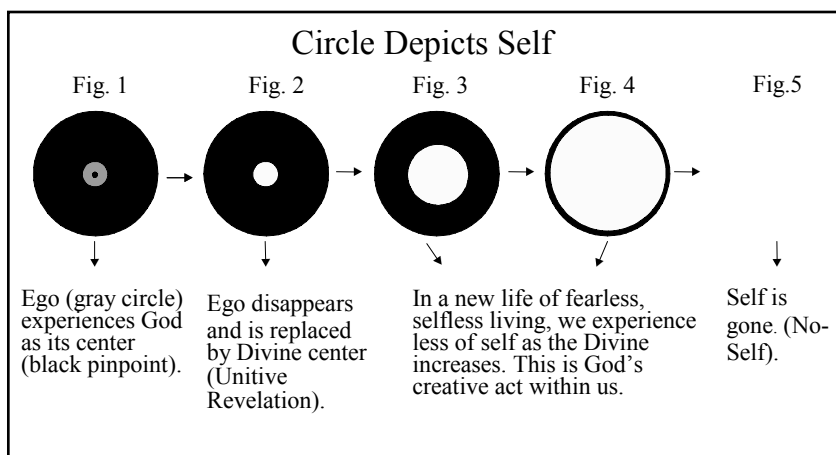 Circle Depicts Self
Fig. 1
Fig. 2
Fig. 3
Fig. 4
Fig.5
Ego (gray circle)
experiences God
as its center
(black pinpoint).
Ego disappears
and is replaced
by Divine center
(Unitive
Revelation).
In a new life of fearless,
selfless living, we experience
less of self as the Divine
increases. This is God’s
creative act within us.
Self is
gone. (No-
Self).